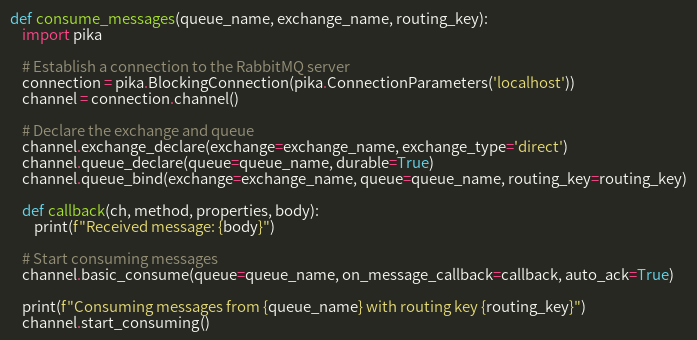 def consume_messages(queue_name, exchange_name, routing_key):
import pika
# Establish a connection to the RabbitMQ server
connection = pika.BlockingConnection(pika.ConnectionParameters('localhost'))
channel = connection.channel()
# Declare the exchange and queue
channel.exchange_declare(exchange=exchange_name, exchange_type='direct')
channel.queue_declare(queue=queue_name, durable=True)
channel.queue_bind(exchange=exchange_name, queue=queue_name, routing_key=routing_key)
def callback(ch, method, properties, body):
print(f"Received message: {body}")
# Start consuming messages
channel.basic_consume(queue=queue_name, on_message_callback=callback, auto_ack=True)
print(f"Consuming messages from {queue_name} with routing key {routing_key}")
channel.start_consuming()